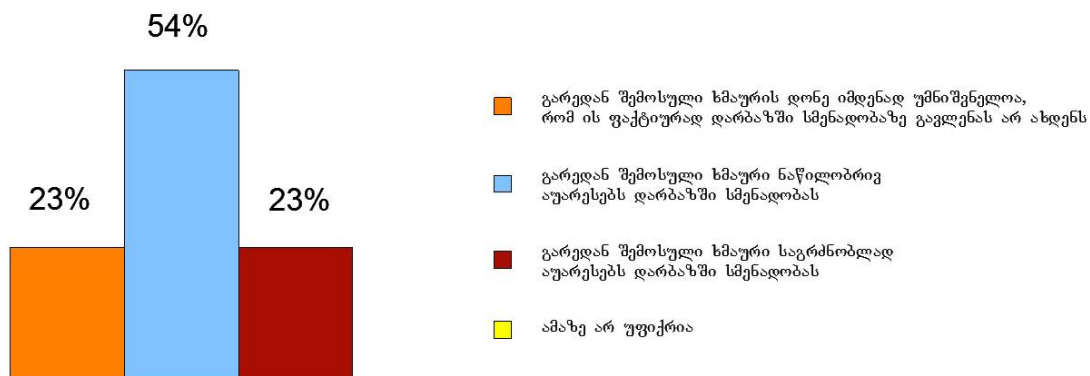 54%
23%
23%
გარედან შემოსული ხმაურის დონე იმდენად უმნიშვნელოა,
რომ ის ფაქტიურად დარბაზში სმენადობაზე გავლენას არ ახდენს
გარედან შემოსული ხმაური ნაწილობრივ
აუარესებს დარბაზში სმენადობას
გარედან შემოსული ხმაური საგრძნობლად
აუარესებს დარბაზში სმენადობას
ამაზე არ უფიქრია